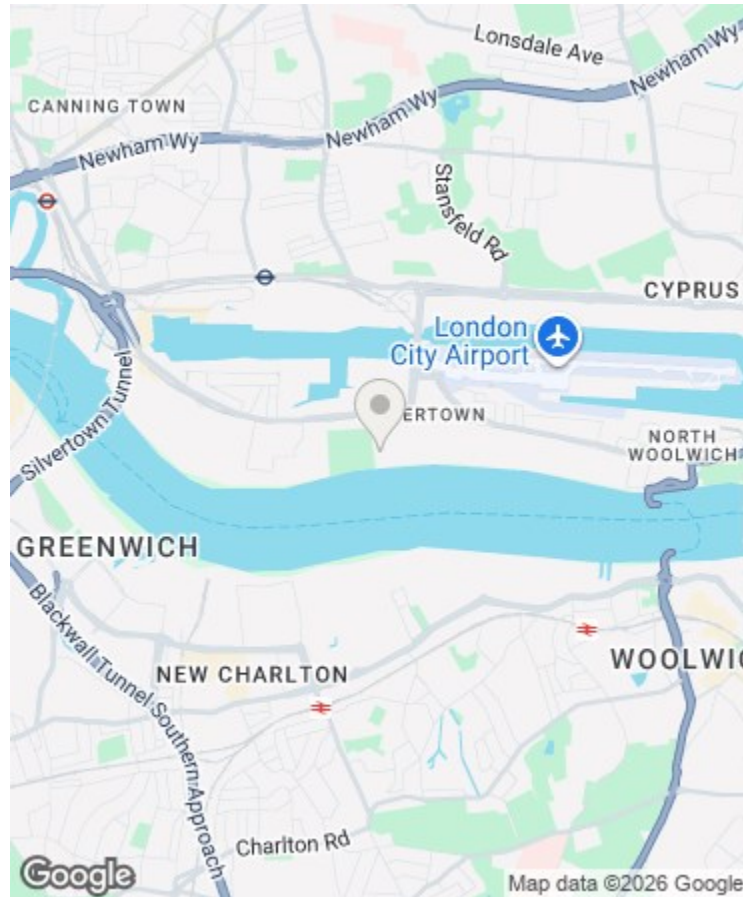 Lonsdale Ave
Newham Wy
CANNING TOWN
Newham Wy
Newham Wy
Stansfeld Rd
CYPRUS
London
City Airport
ERTOWN
NORTH
WOOLWICH
Silvertown Tunnel
GREENWICH
Blackwall Tunnel Southern Approach
NEW CHARLTON
WOOLWIC
Charlton Rd
Google
Map data ©2026 Google